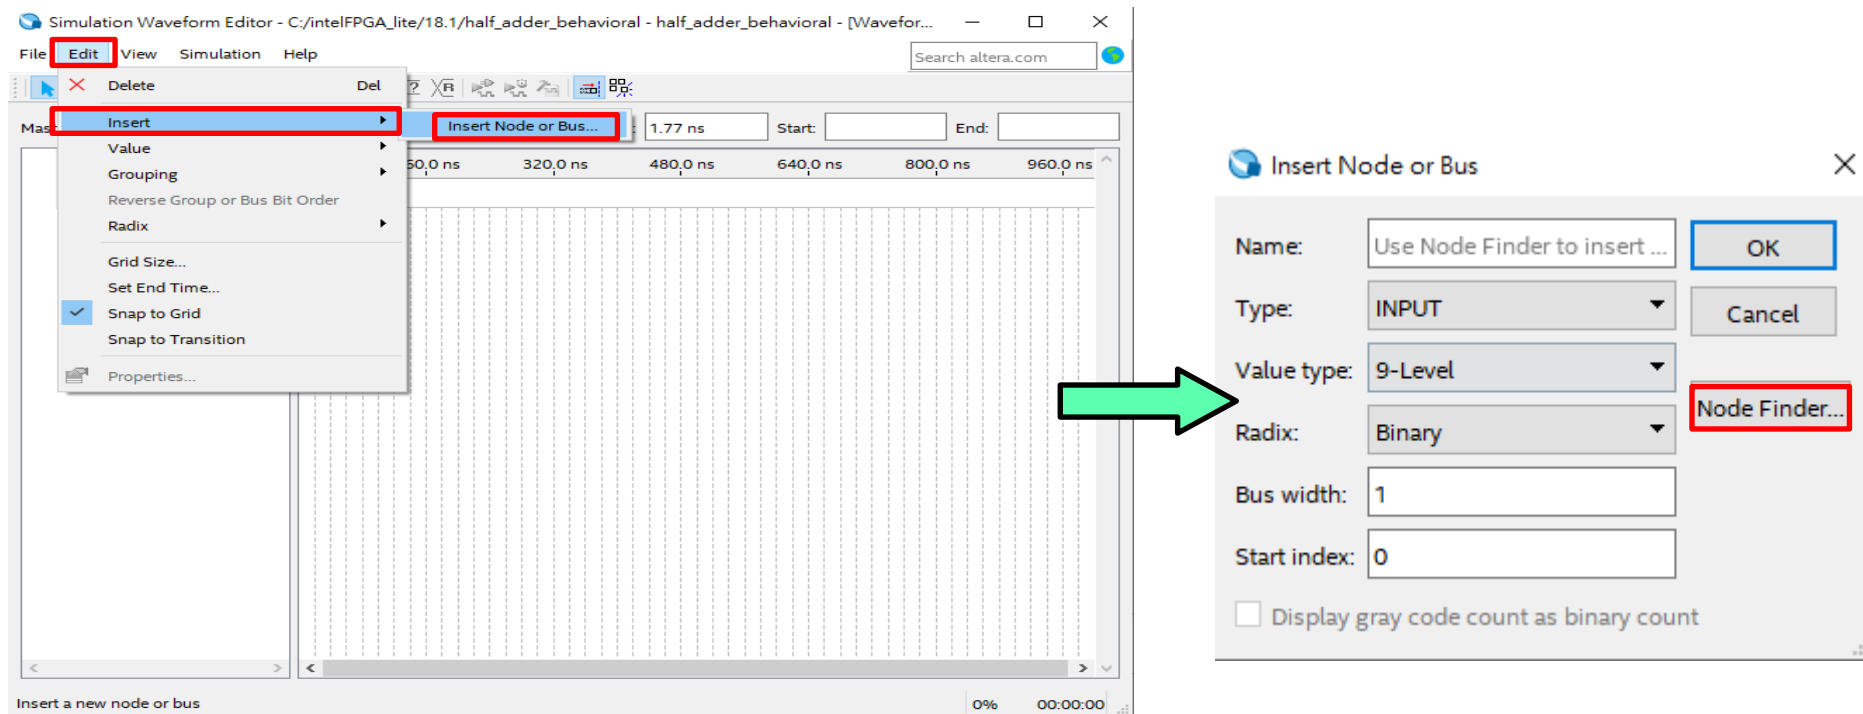 Simulation Waveform Editor - C:/intelFPGA_lite/18.1/half_adder_behavioral - half_adder_behavioral - [Wavefor...
File Edit View Simulation Help
Search altera.com
Delete Del
Insert
Insert Node or Bus...
1.77 ns
Start:
End:
Value
Grouping
Reverse Group or Bus Bit Order
Radix
Grid Size...
Set End Time...
Snap to Grid
Snap to Transition
Properties...
320.0 ns 480.0 ns 640.0 ns 800.0 ns 960.0 ns
Insert a new node or bus
0% 00:00:00
Insert Node or Bus
Name: Use Node Finder to insert ...
OK
Type: INPUT
Cancel
Value type: 9-Level
Node Finder...
Radix: Binary
Bus width: 1
Start index: 0
Display gray code count as binary count